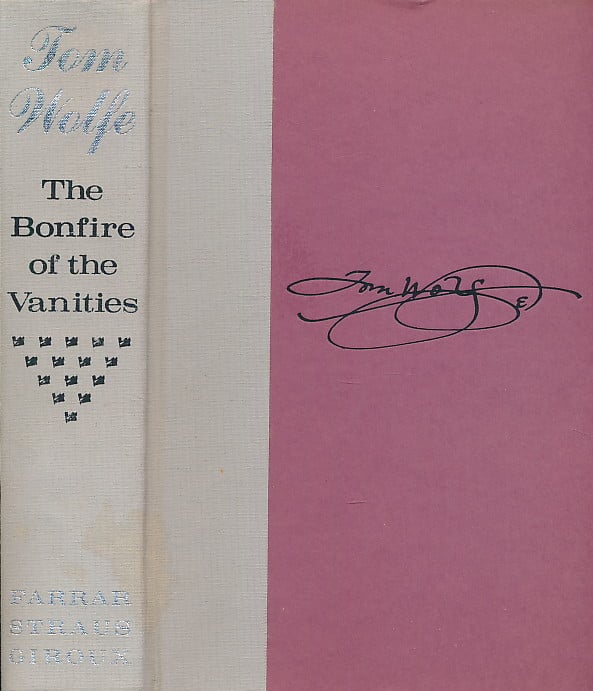 Tom
Wolfe
The
Bonfire
of the
Vanities
FARRAR
STRAUS
GIROUX
Tom Wolfe